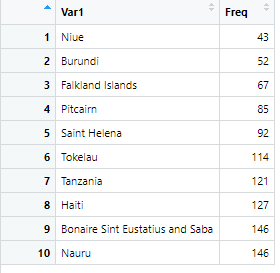 Var1 Freq
1 Niue 43
2 Burundi 52
3 Falkland Islands 67
4 Pitcairn 85
5 Saint Helena 92
6 Tokelau 114
7 Tanzania 121
8 Haiti 127
9 Bonaire Sint Eustatius and Saba 146
10 Nauru 146